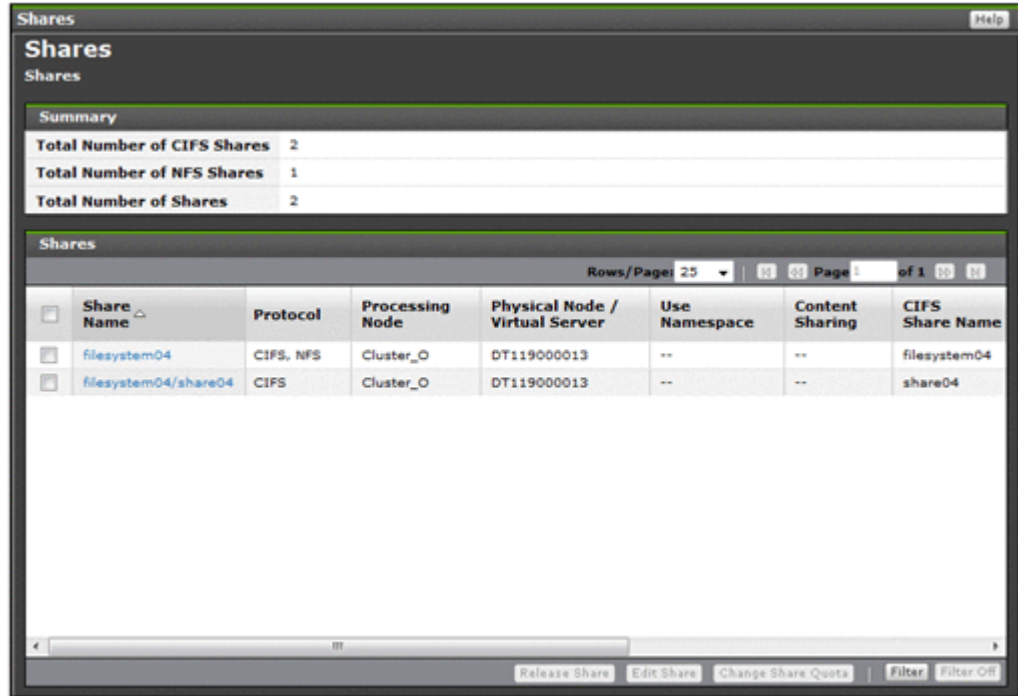 Shares Help
Shares
Shares
Summary
Total Number of CIFS Shares 2
Total Number of NFS Shares 1
Total Number of Shares 2
Shares
Rows/Page: 25 Page 1 of 1
Share Name Protocol Processing Node Physical Node / Virtual Server Use Namespace Content Sharing CIFS Share Name
filesystem04 CIFS, NFS Cluster_O DT119000013 -- -- filesystem04
filesystem04/share04 CIFS Cluster_O DT119000013 -- -- share04
Release Share Edit Share Change Share Quota Filter Filter Off